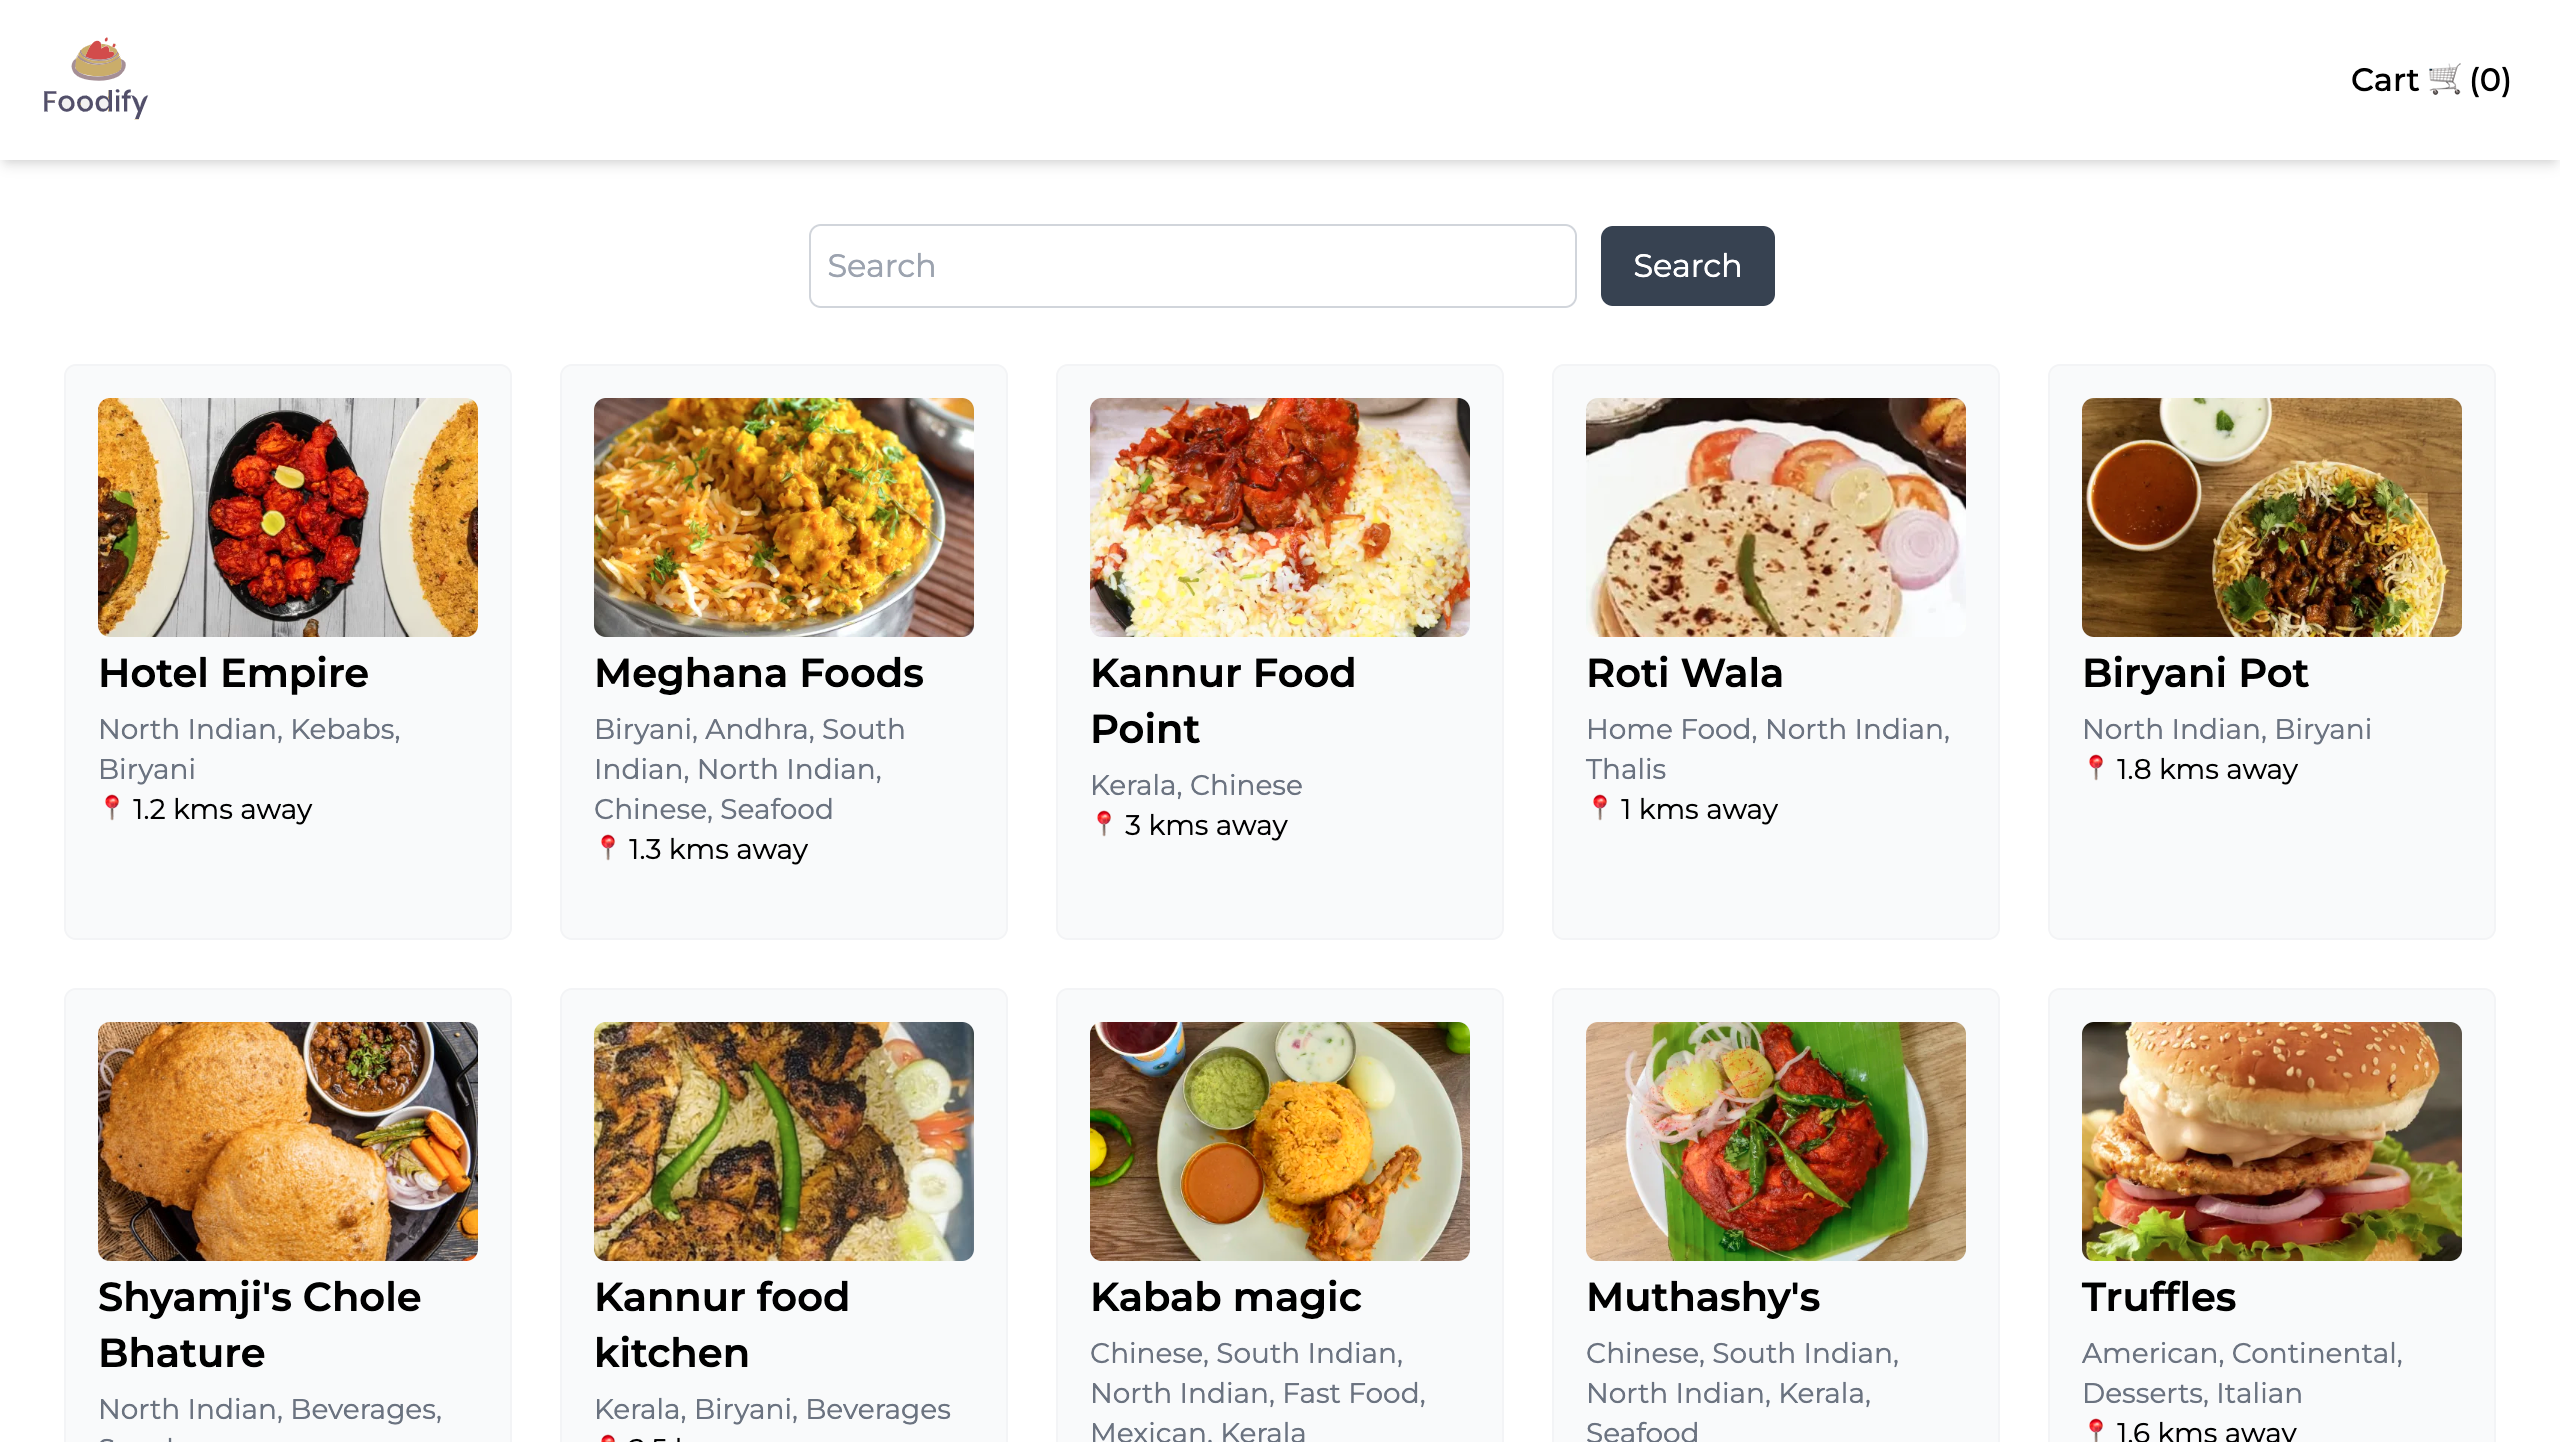 Foodify
Cart 🛒 (0)
Search
Search
Hotel Empire
North Indian, Kebabs,
Biryani
📍 1.2 kms away
Meghana Foods
Biryani, Andhra, South
Indian, North Indian,
Chinese, Seafood
📍 1.3 kms away
Kannur Food
Point
Kerala, Chinese
📍 3 kms away
Roti Wala
Home Food, North Indian,
Thalis
📍 1 kms away
Biryani Pot
North Indian, Biryani
📍 1.8 kms away
Shyamji's Chole
Bhature
North Indian, Beverages,
Kannur food
kitchen
Kerala, Biryani, Beverages
Kabab magic
Chinese, South Indian,
North Indian, Fast Food,
Mexican, Kerala
Muthashy's
Chinese, South Indian,
North Indian, Kerala,
Seafood
Truffles
American, Continental,
Desserts, Italian
📍 1.6 kms away